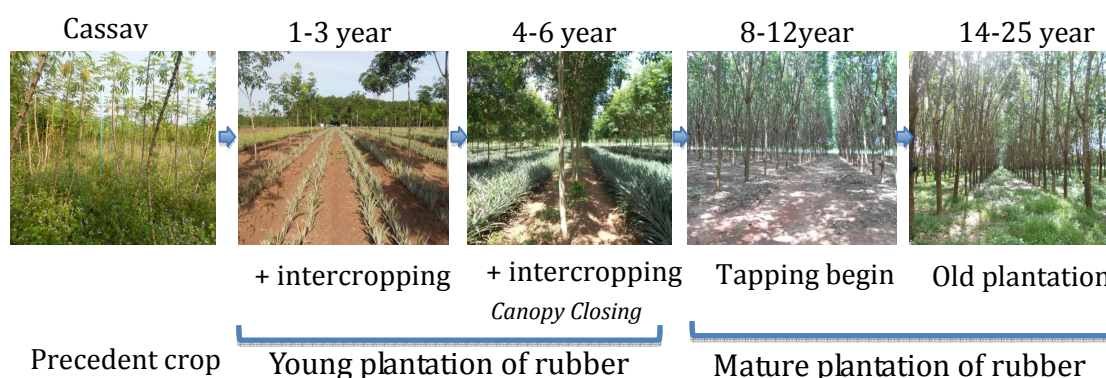 Cassav
1-3 year
4-6 year
8-12year
14-25 year
+ intercropping
+ intercropping
Tapping begin
Old plantation
Canopy Closing
Precedent crop
Young plantation of rubber
Mature plantation of rubber